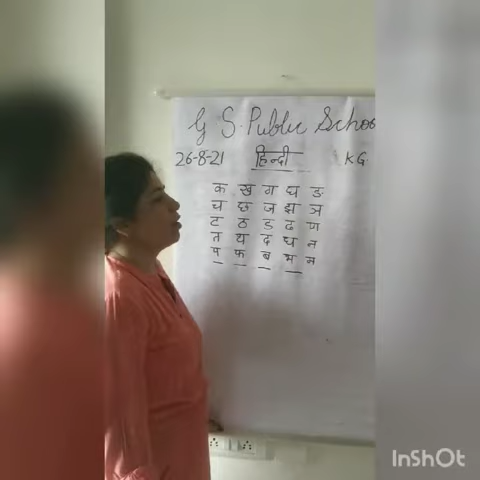 G S. Public Schoo
26-8-21 हिन्दी KG
क ख ग घ ङ
च छ ज झ ञ
ट ठ ड ढ ण
त थ द ध न
प फ ब भ म
InShOt